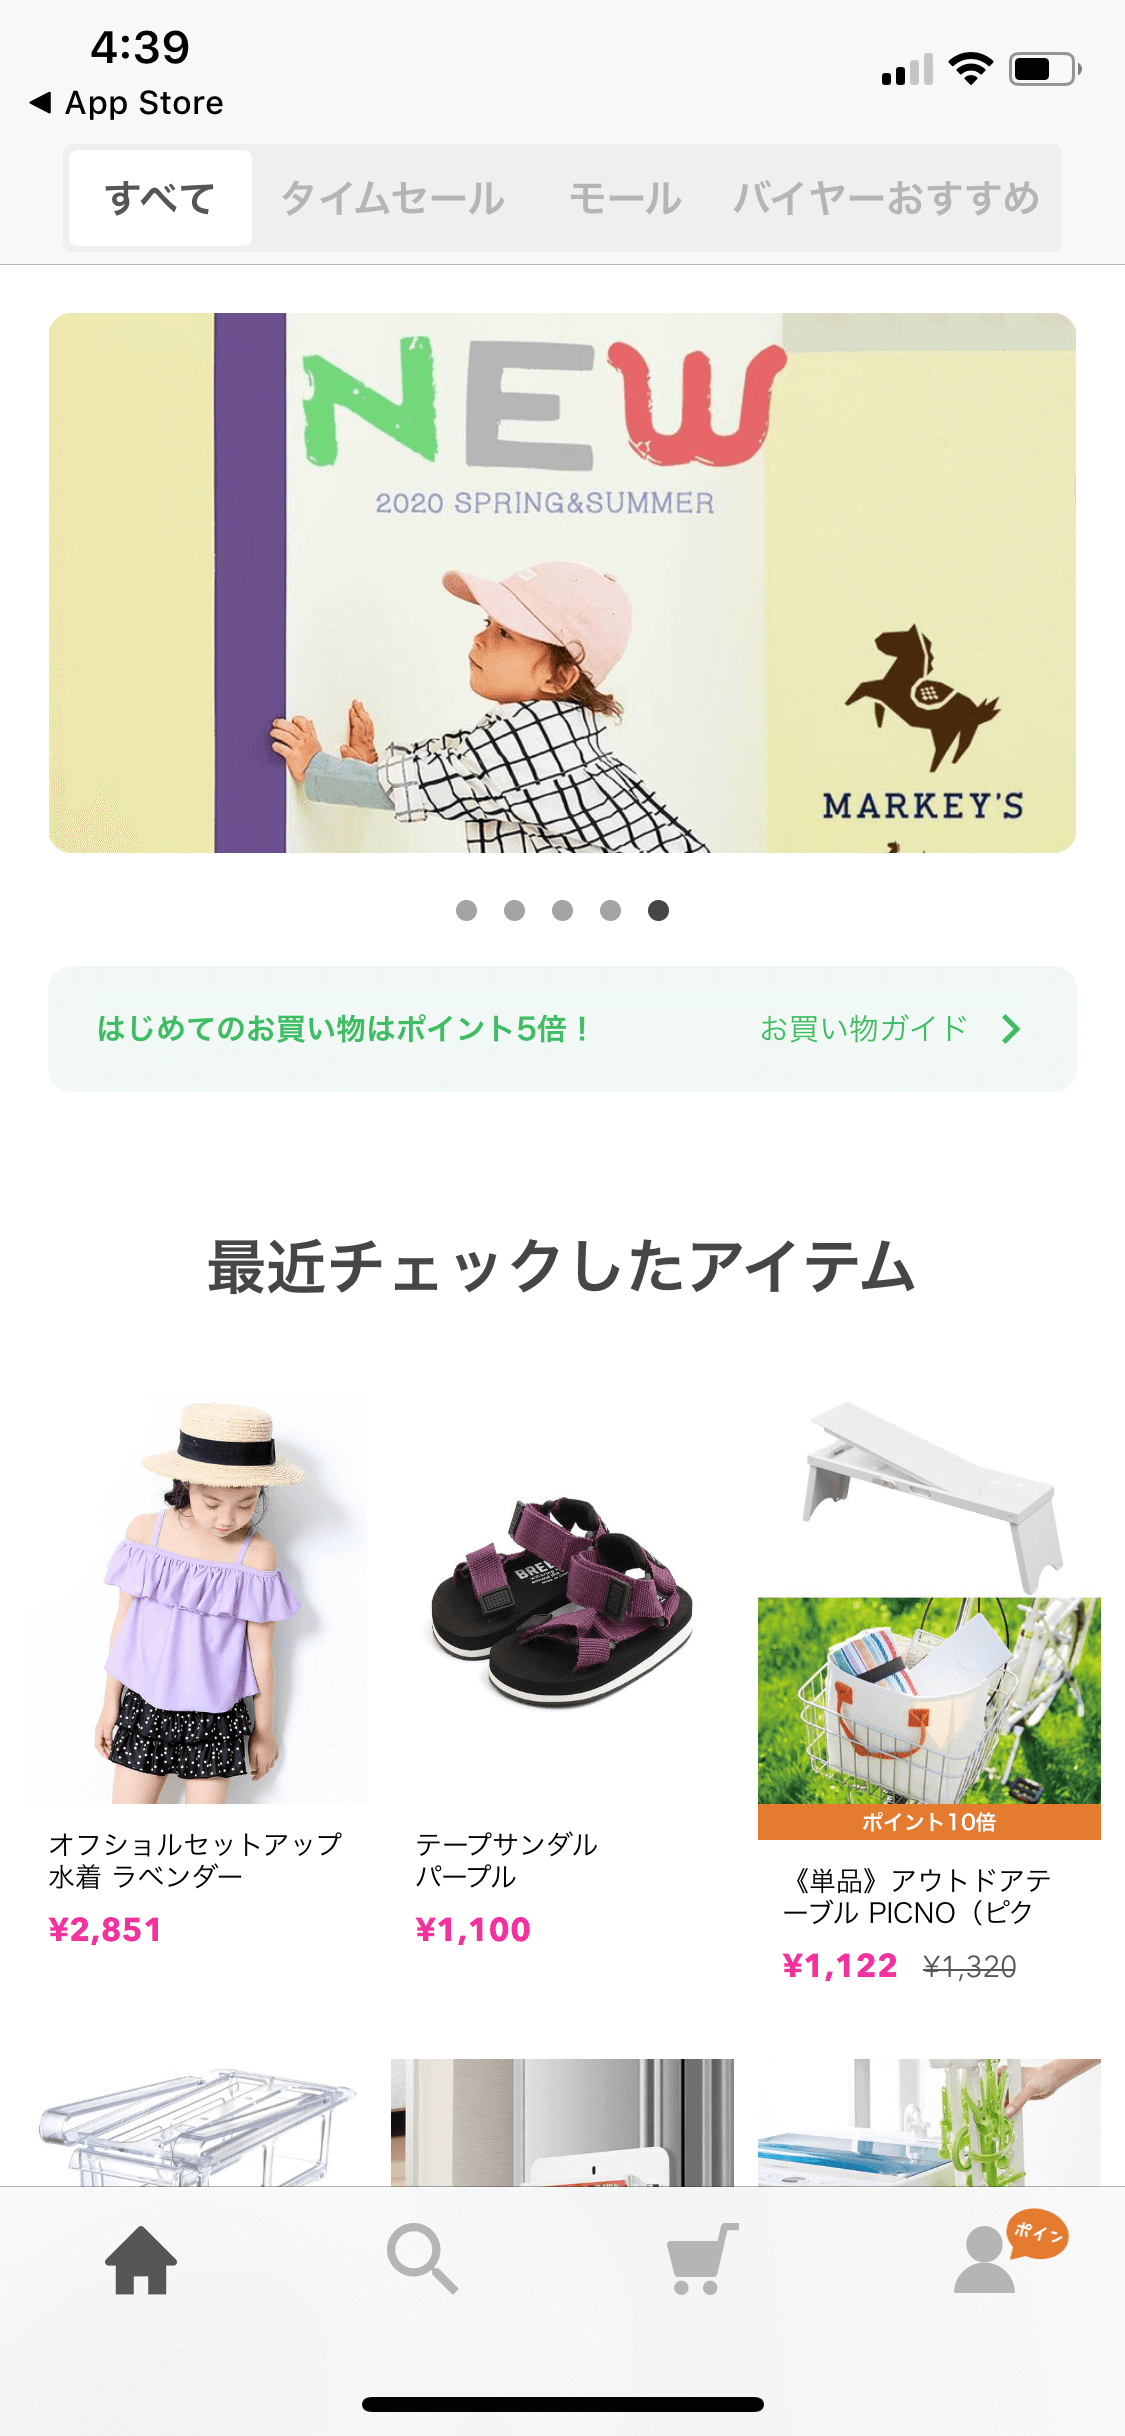 4:39
◀ App Store
すべて タイムセール モール バイヤーおすすめ
NEW
2020 SPRING&SUMMER
MARKEY'S
はじめてのお買い物はポイント5倍！ お買い物ガイド
最近チェックしたアイテム
ポイント10倍
オフショルセットアップ
水着 ラベンダー
¥2,851
テープサンダル
パープル
¥1,100
《単品》アウトドアテ
ーブル PICNO（ピク
¥1,122 ¥1,320
ポイン